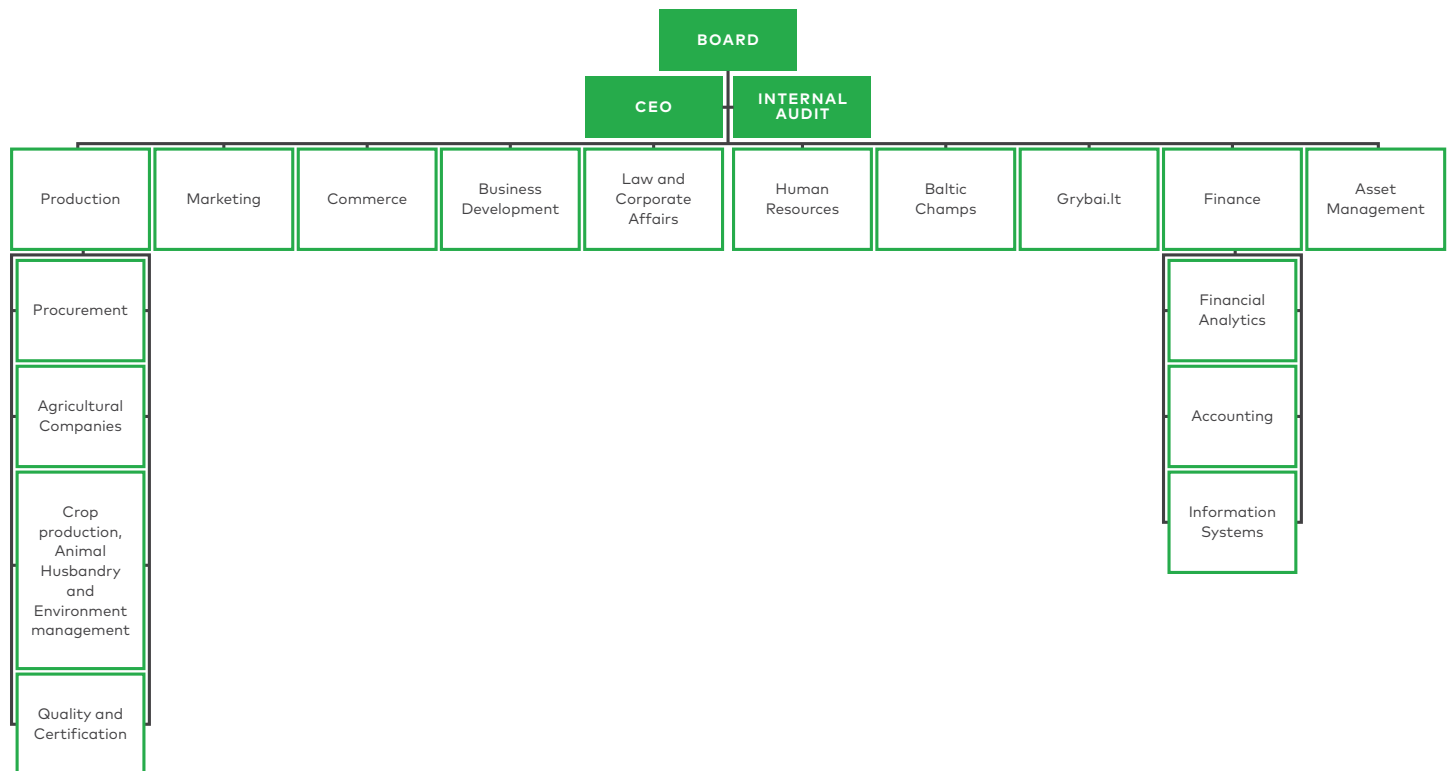 BOARD
CEO
INTERNAL
AUDIT
Production
Marketing
Commerce
Business
Development
Law and
Corporate
Affairs
Human
Resources
Baltic
Champs
Grybai.lt
Finance
Asset
Management
Procurement
Agricultural
Companies
Crop
production,
Animal
Husbandry
and
Environment
management
Quality and
Certification
Financial
Analytics
Accounting
Information
Systems